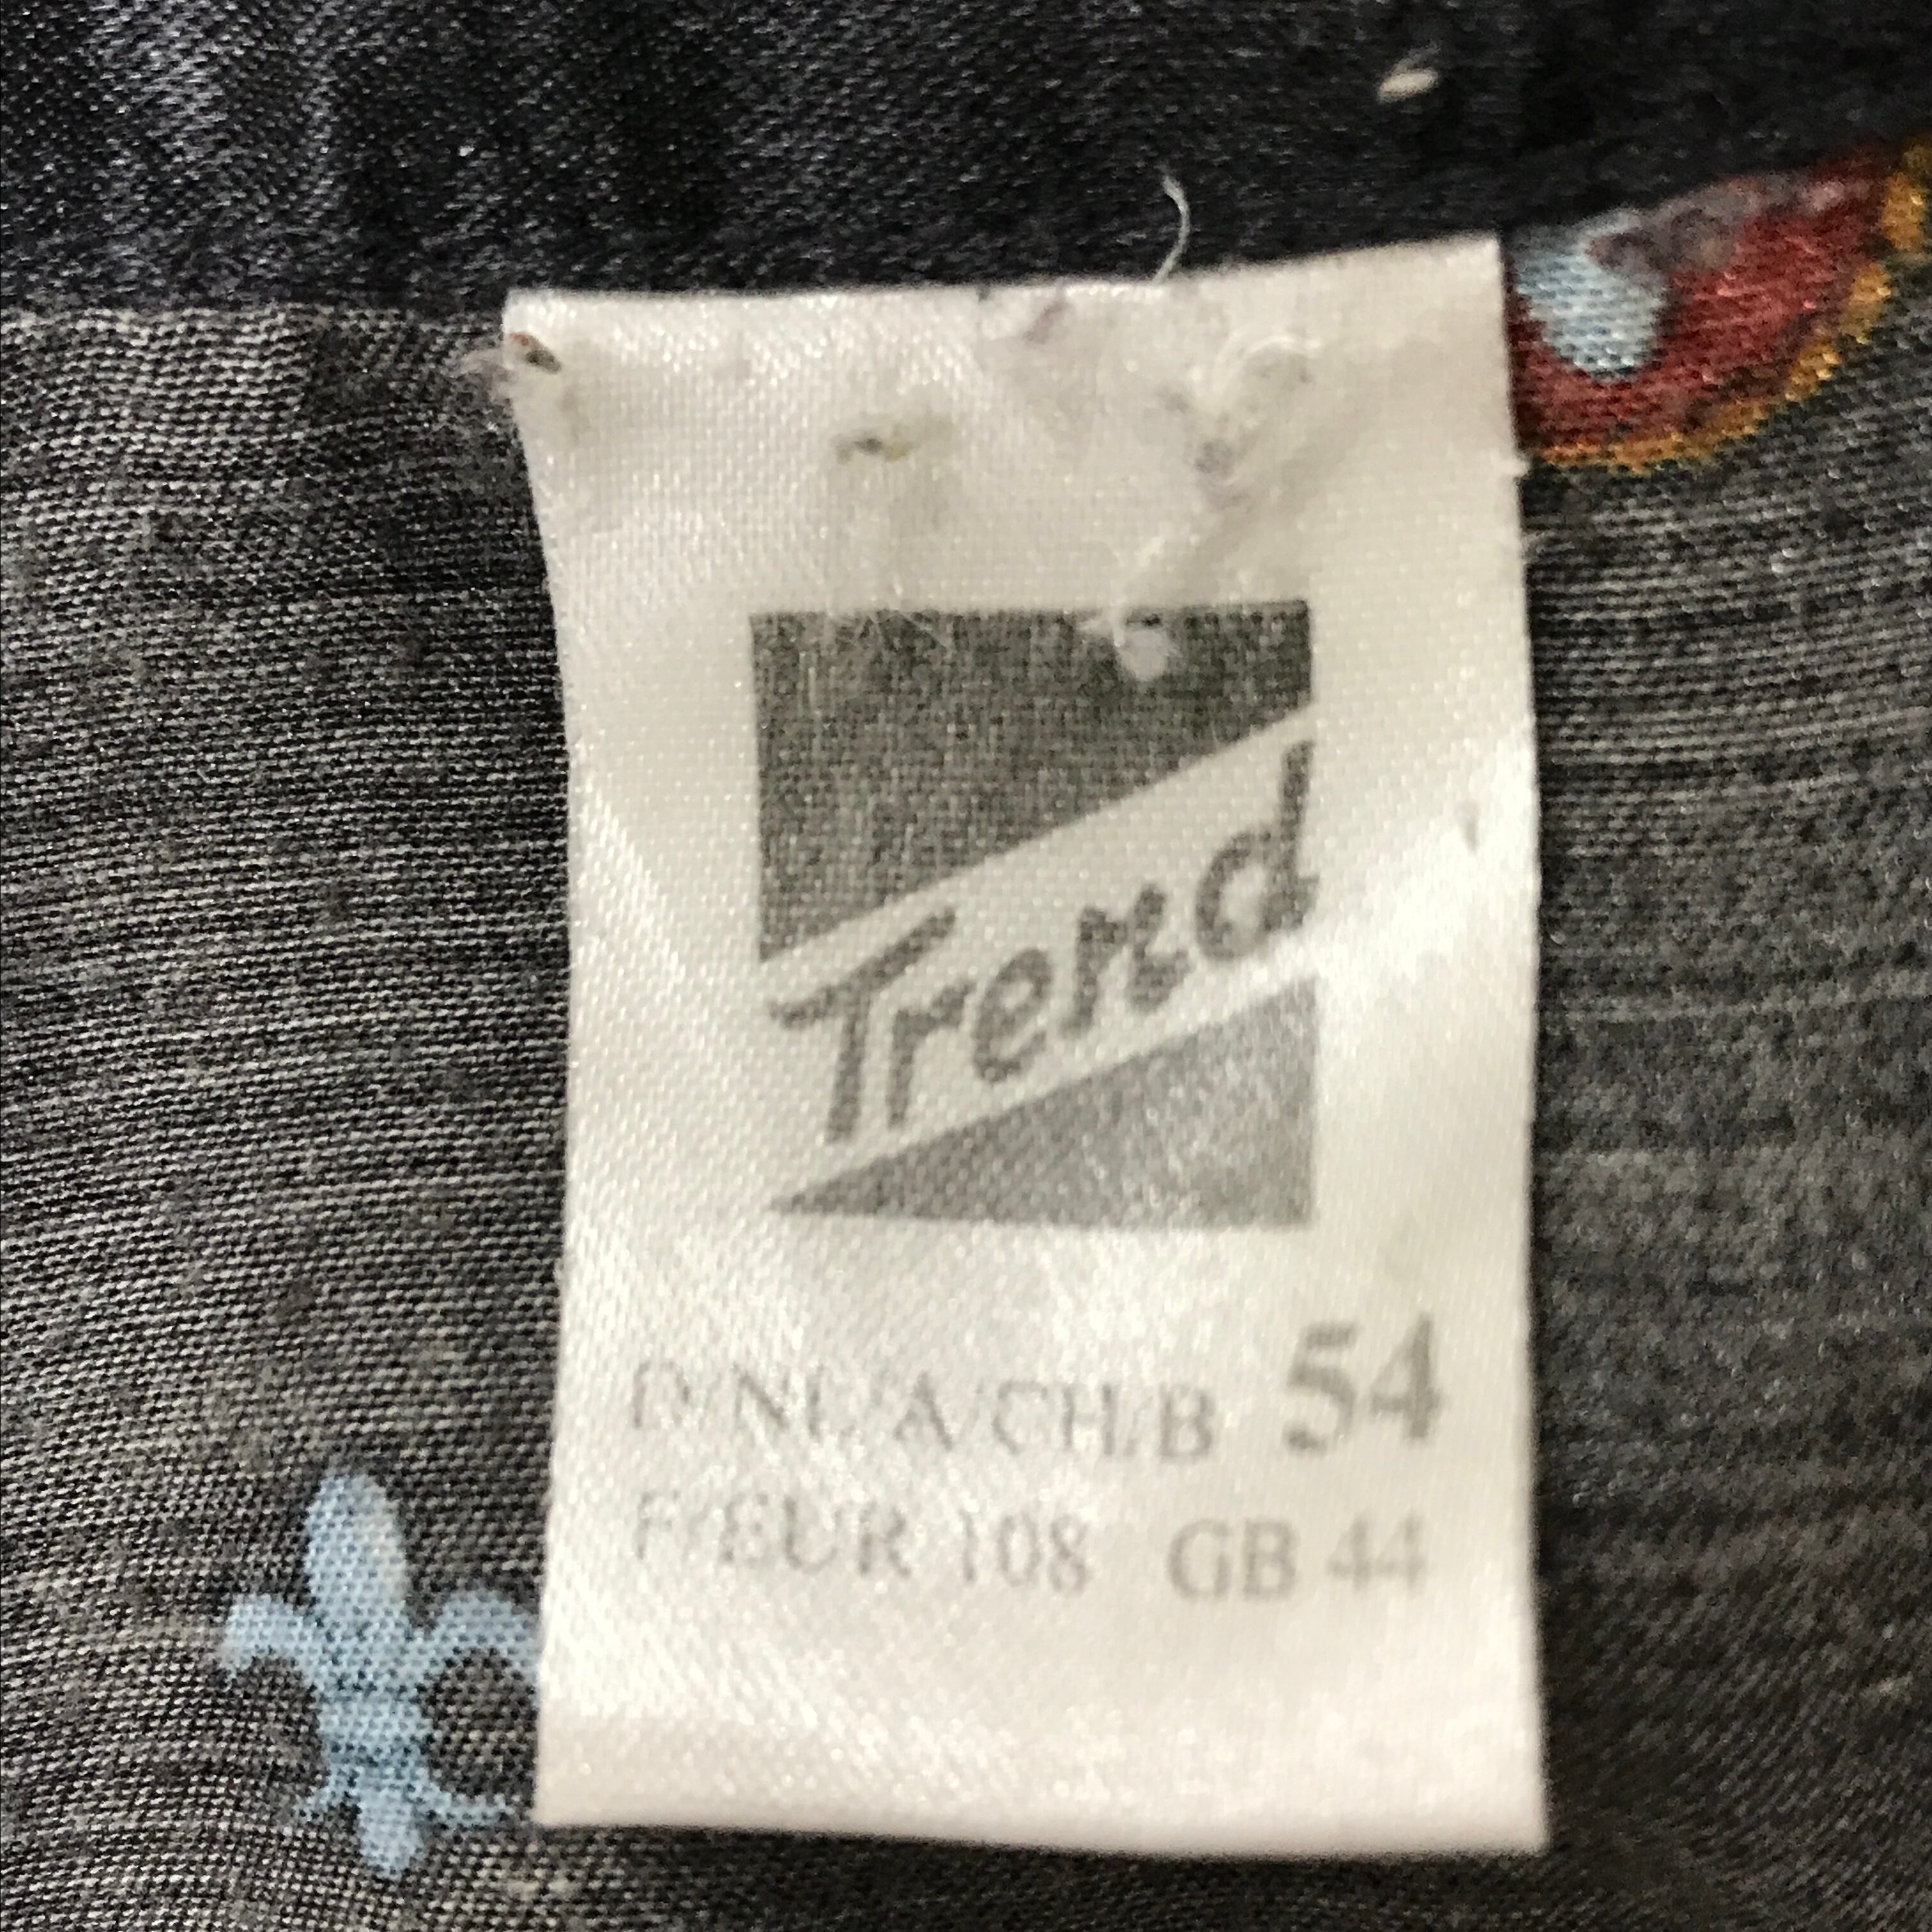 Trend
D/NL/A/CH/B 54
F/EUR 108 GB 44